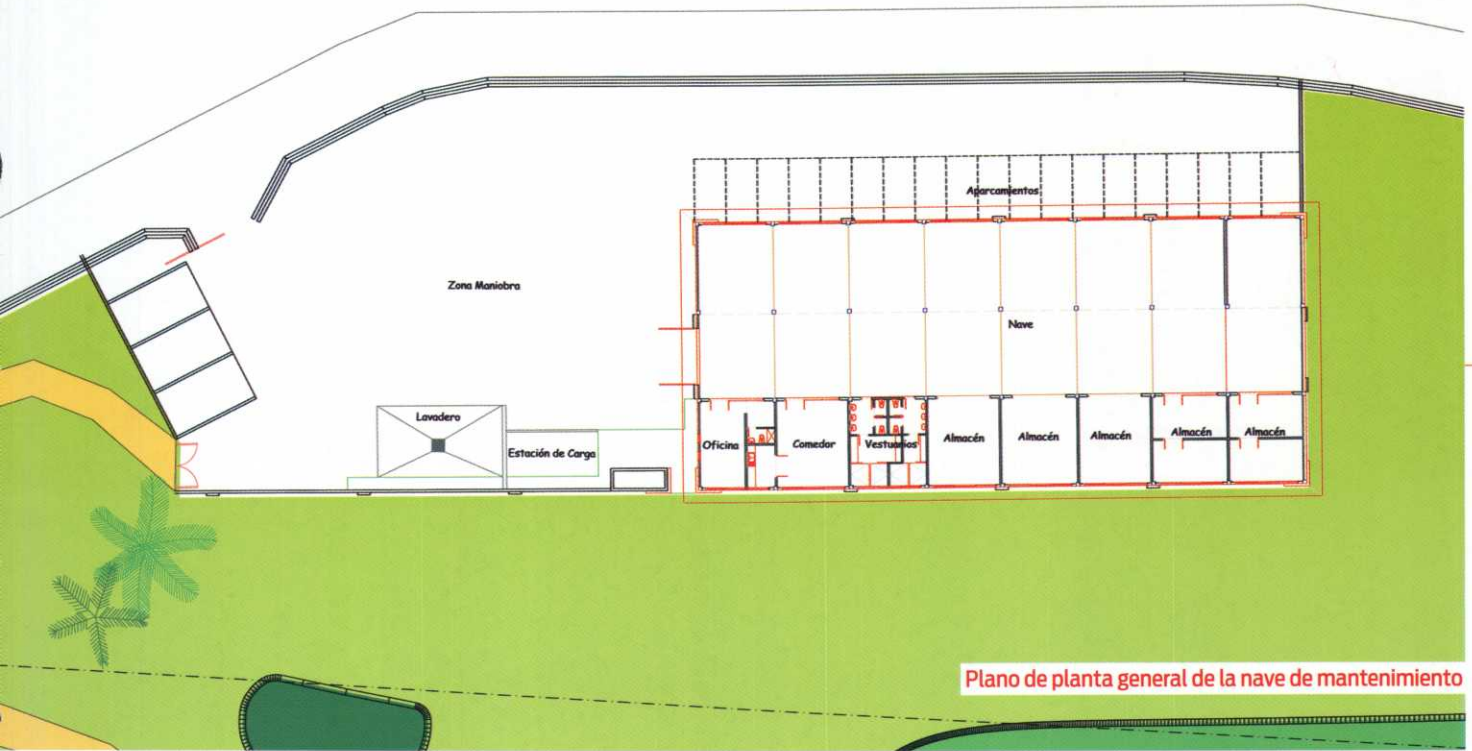 Aparcamientos
Zona Maniobra
Nave
Lavadero
Estación de Carga
Oficina
Comedor
Vestuarios
Almacén
Almacén
Almacén
Almacén
Almacén
Plano de planta general de la nave de mantenimiento